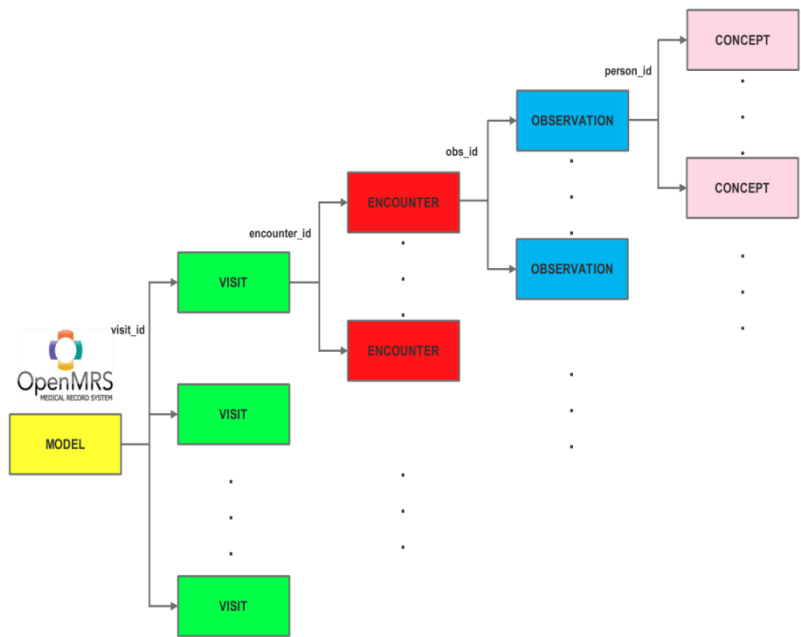 CONCEPT
person_id
OBSERVATION
obs_id
CONCEPT
ENCOUNTER
encounter_id
OBSERVATION
VISIT
visit_id
ENCOUNTER
OpenMRS
MEDICAL RECORD SYSTEM
VISIT
MODEL
VISIT